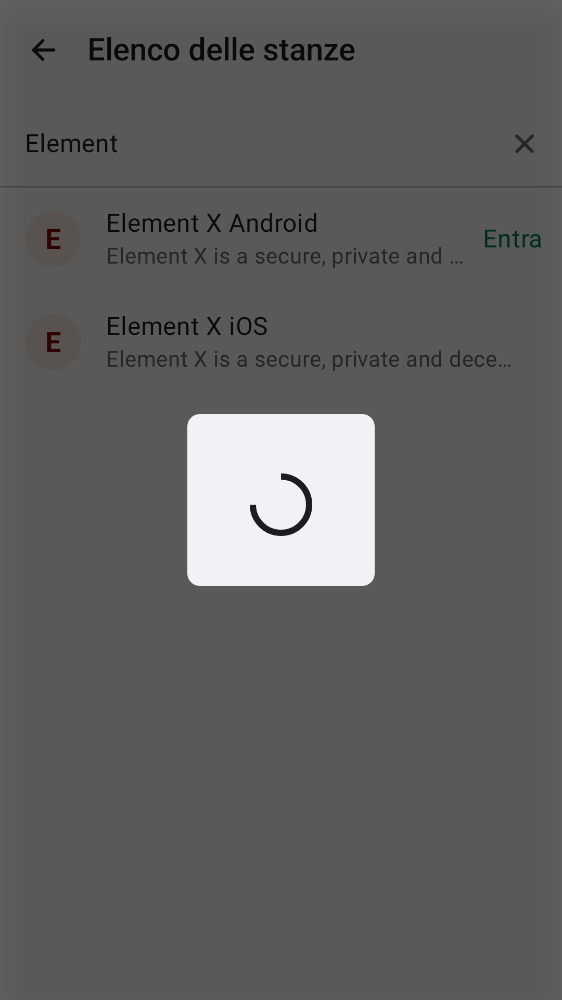 Elenco delle stanze
Element
E
Element X Android
Element X is a secure, private and ...
Entra
E
Element X iOS
Element X is a secure, private and dece...